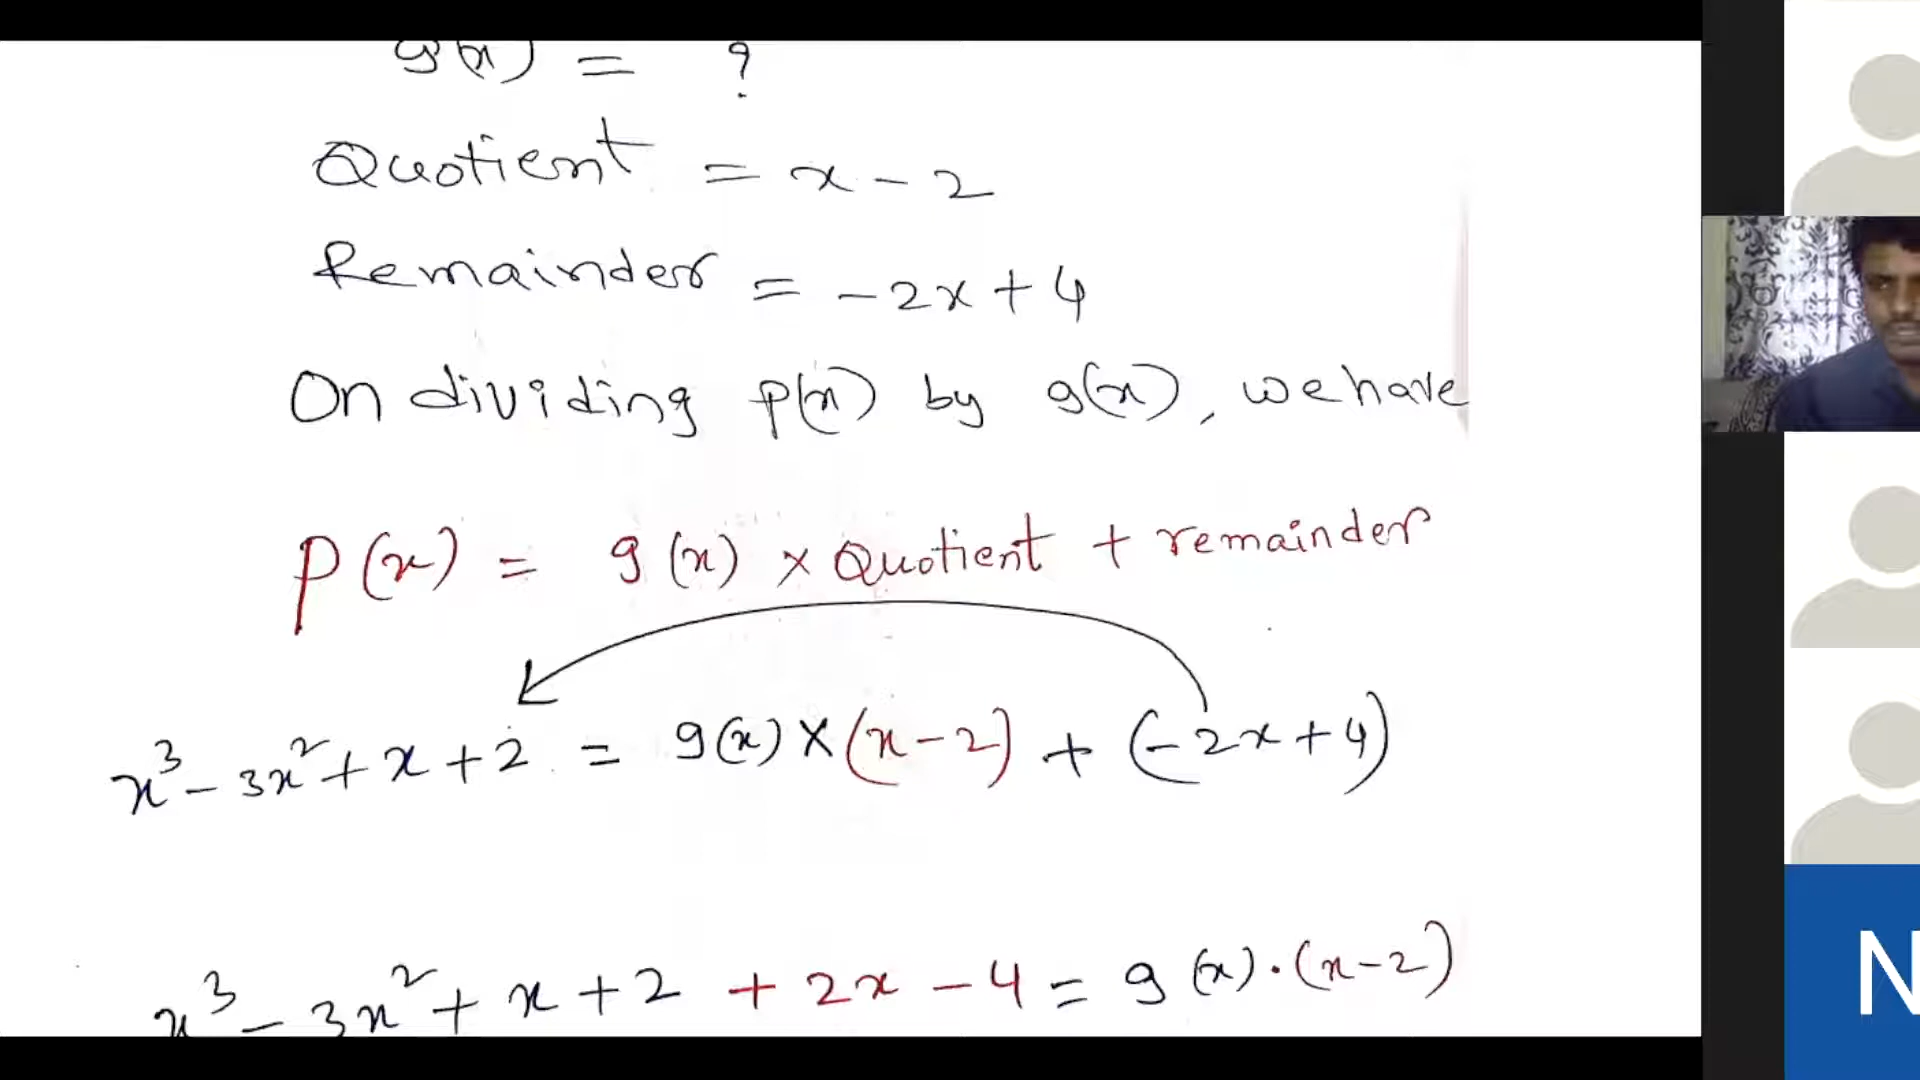 g(x) = ?
Quotient = x - 2
Remainder = -2x + 4
On dividing p(x) by g(x), we have
P(x) = g(x) × Quotient + remainder
x³ - 3x² + x + 2 = g(x) × (x - 2) + (-2x + 4)
x³ - 3x² + x + 2 + 2x - 4 = g(x) · (x - 2)
N